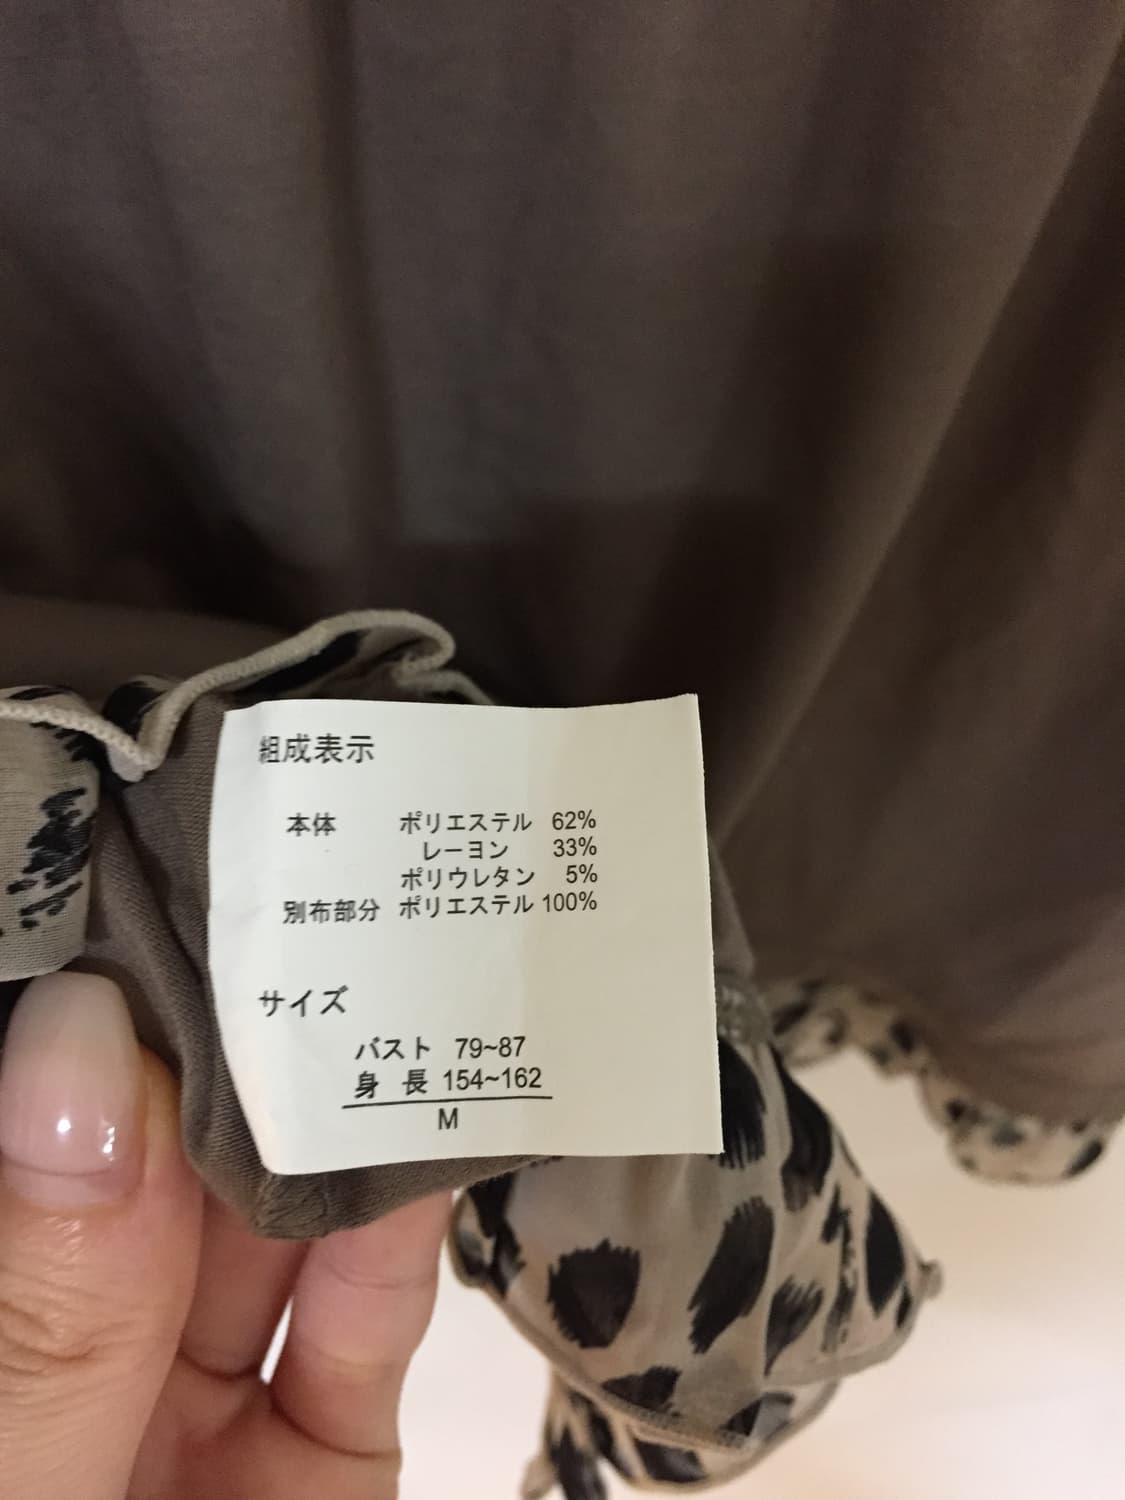 組成表示
本体 ポリエステル 62%
レーヨン 33%
ポリウレタン 5%
別布部分 ポリエステル 100%
サイズ
バスト 79~87
身 長 154~162
M